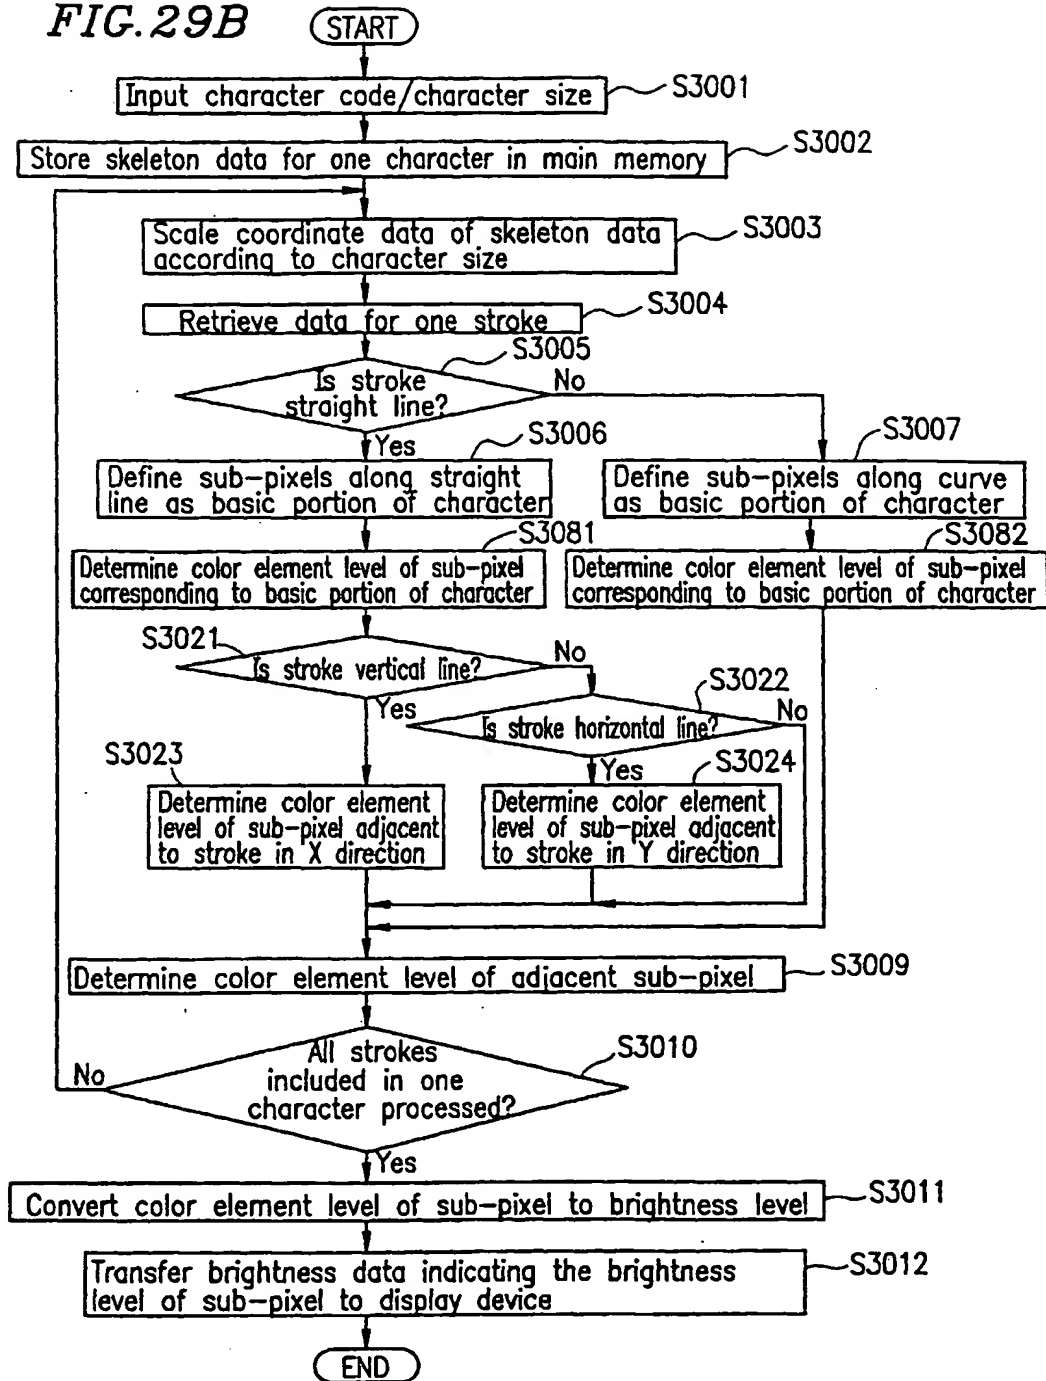 FIG.29B
START
Input character code/character size
S3001
Store skeleton data for one character in main memory
S3002
Scale coordinate data of skeleton data
according to character size
S3003
Retrieve data for one stroke
S3004
S3005
Is stroke
straight line?
No
Yes
S3006
Define sub-pixels along straight
line as basic portion of character
S3007
Define sub-pixels along curve
as basic portion of character
S3081
Determine color element level of sub-pixel
corresponding to basic portion of character
S3082
Determine color element level of sub-pixel
corresponding to basic portion of character
S3021
Is stroke vertical line?
No
Yes
S3022
Is stroke horizontal line?
No
Yes
S3023
Determine color element
level of sub-pixel adjacent
to stroke in X direction
S3024
Determine color element
level of sub-pixel adjacent
to stroke in Y direction
Determine color element level of adjacent sub-pixel
S3009
All strokes
included in one
character processed?
S3010
No
Yes
Convert color element level of sub-pixel to brightness level
S3011
Transfer brightness data indicating the brightness
level of sub-pixel to display device
S3012
END